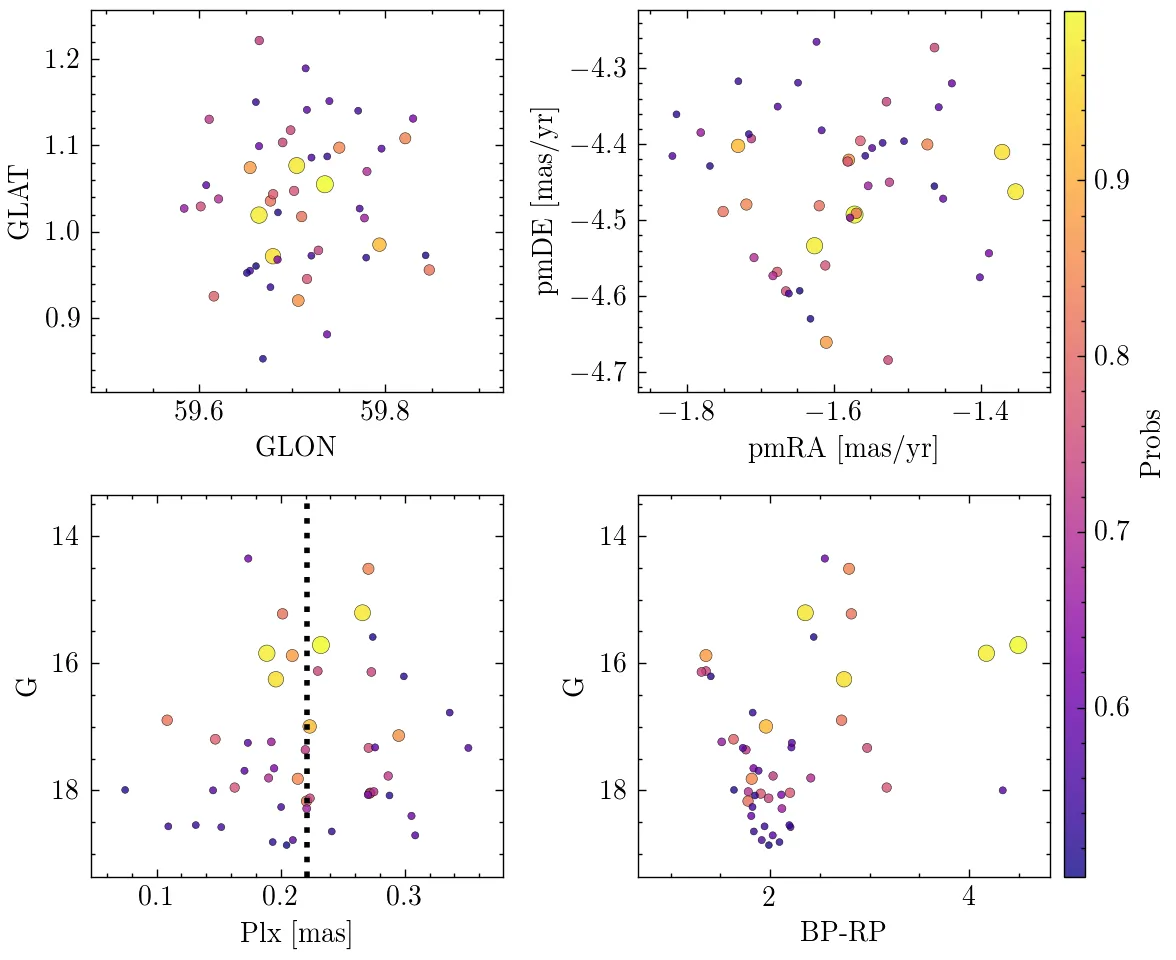 1.2
1.1
1.0
0.9
GLAT
59.6 59.8
GLON
−4.3
−4.4
−4.5
−4.6
−4.7
pmDE [mas/yr]
−1.8 −1.6 −1.4
pmRA [mas/yr]
0.9
0.8
0.7
0.6
Probs
14
16
18
G
0.1 0.2 0.3
Plx [mas]
14
16
18
G
2 4
BP-RP